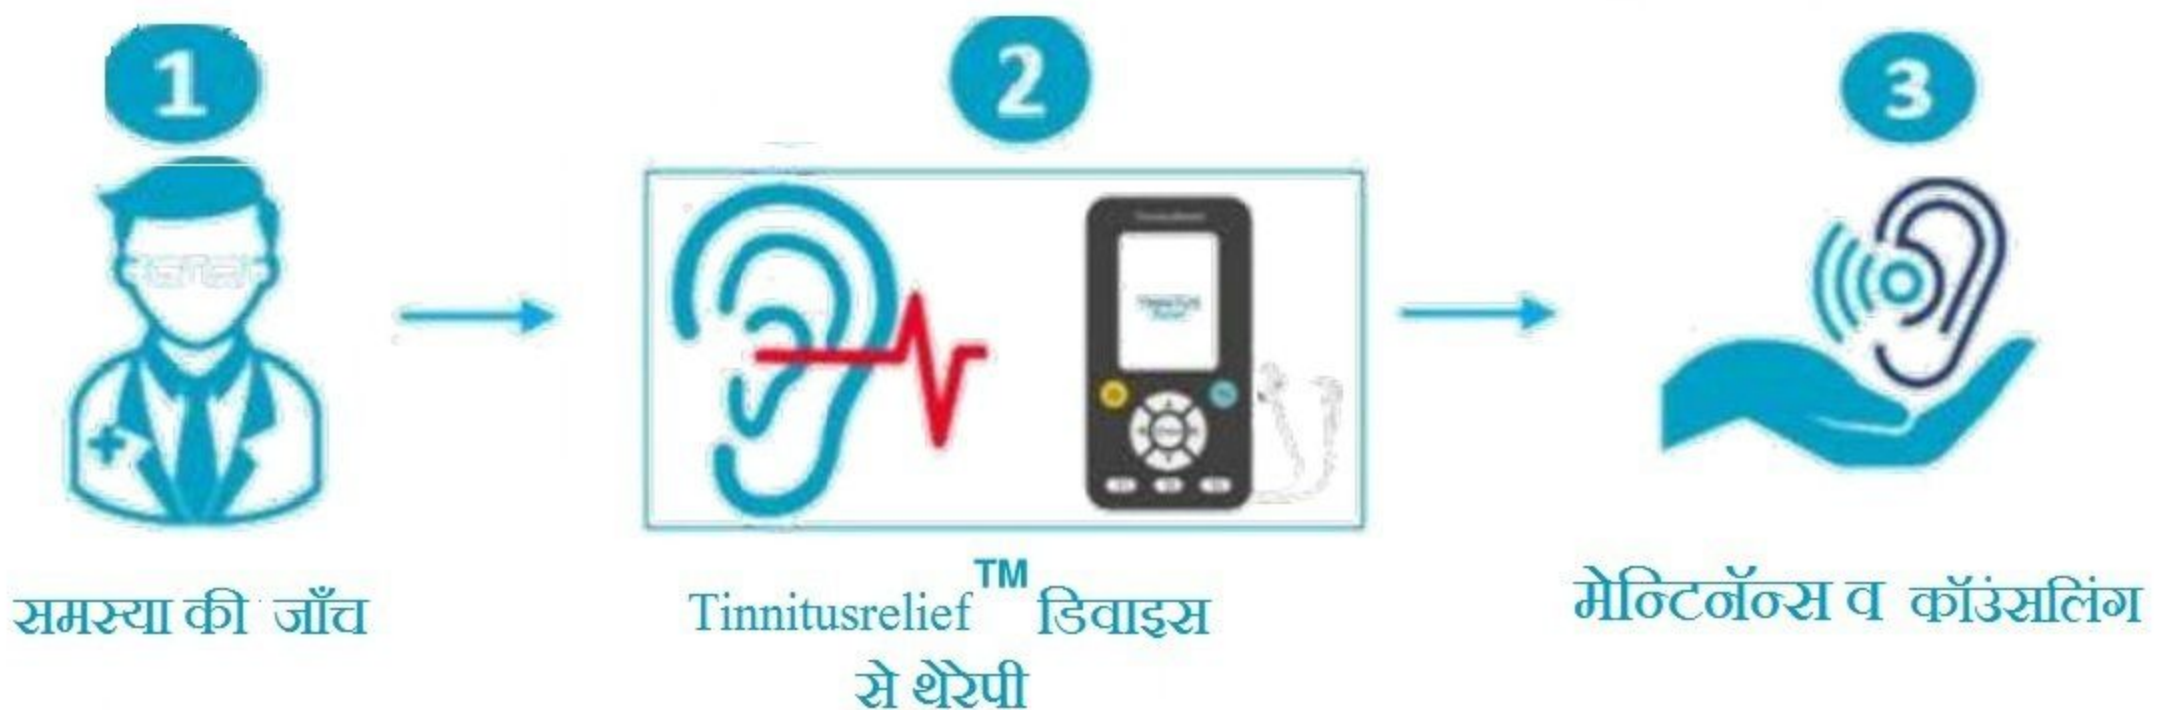 1
2
3
समस्या की जाँच
Tinnitusrelief™ डिवाइस
से थेरेपी
मेन्टिनॅन्स व कॉउंसलिंग